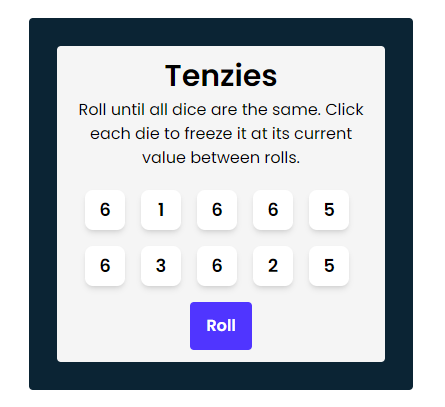 Tenzies
Roll until all dice are the same. Click
each die to freeze it at its current
value between rolls.
6 1 6 6 5
6 3 6 2 5
Roll